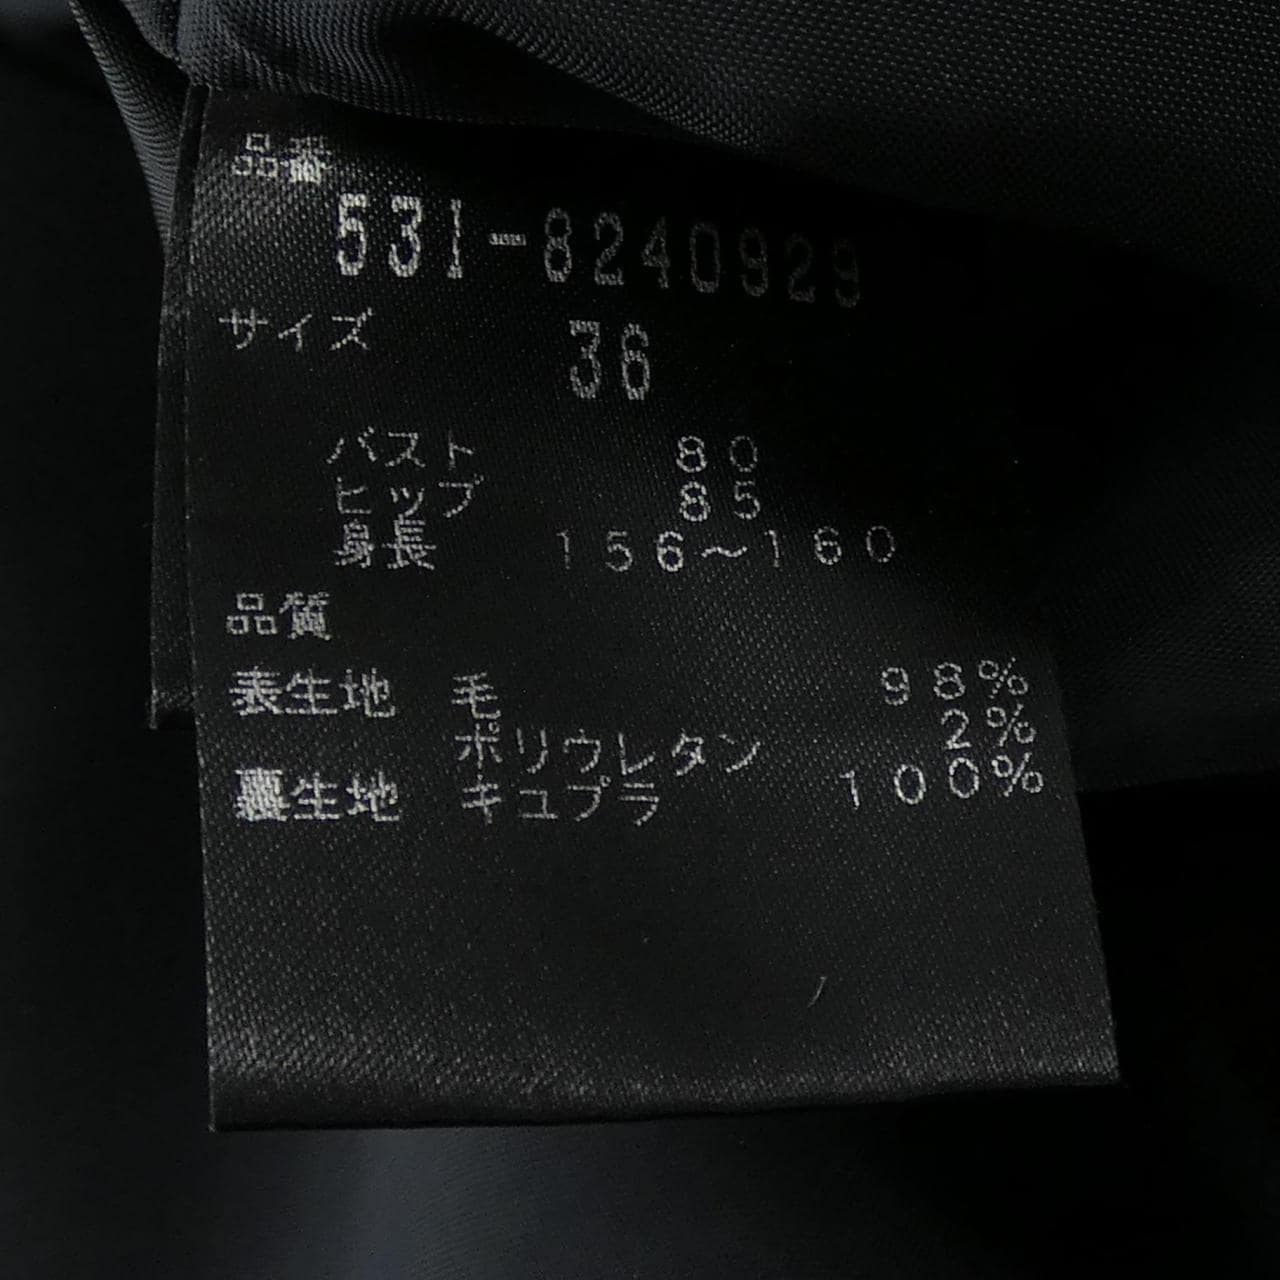 品番
531-8240929
サイズ 36
バスト 80
ヒップ 85
身長 156～160
品質
表生地 毛 98%
ポリウレタン 2%
裏生地 キュプラ 100%